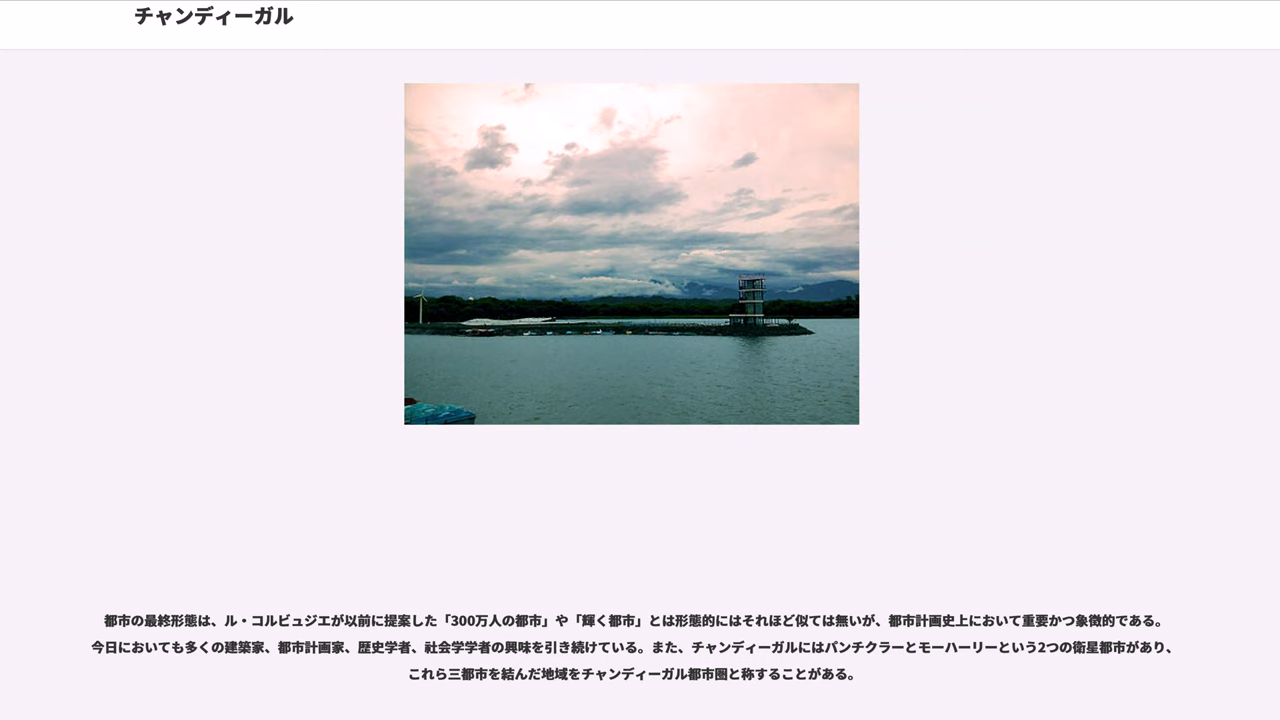 チャンディーガル
都市の最終形態は、ル・コルビュジエが以前に提案した「300万人の都市」や「輝く都市」とは形態的にはそれほど似ては無いが、都市計画史上において重要かつ象徴的である。
今日においても多くの建築家、都市計画家、歴史学者、社会学学者の興味を引き続けている。また、チャンディーガルにはパンチクラーとモーハーリーという2つの衛星都市があり、
これら三都市を結んだ地域をチャンディーガル都市圏と称することがある。